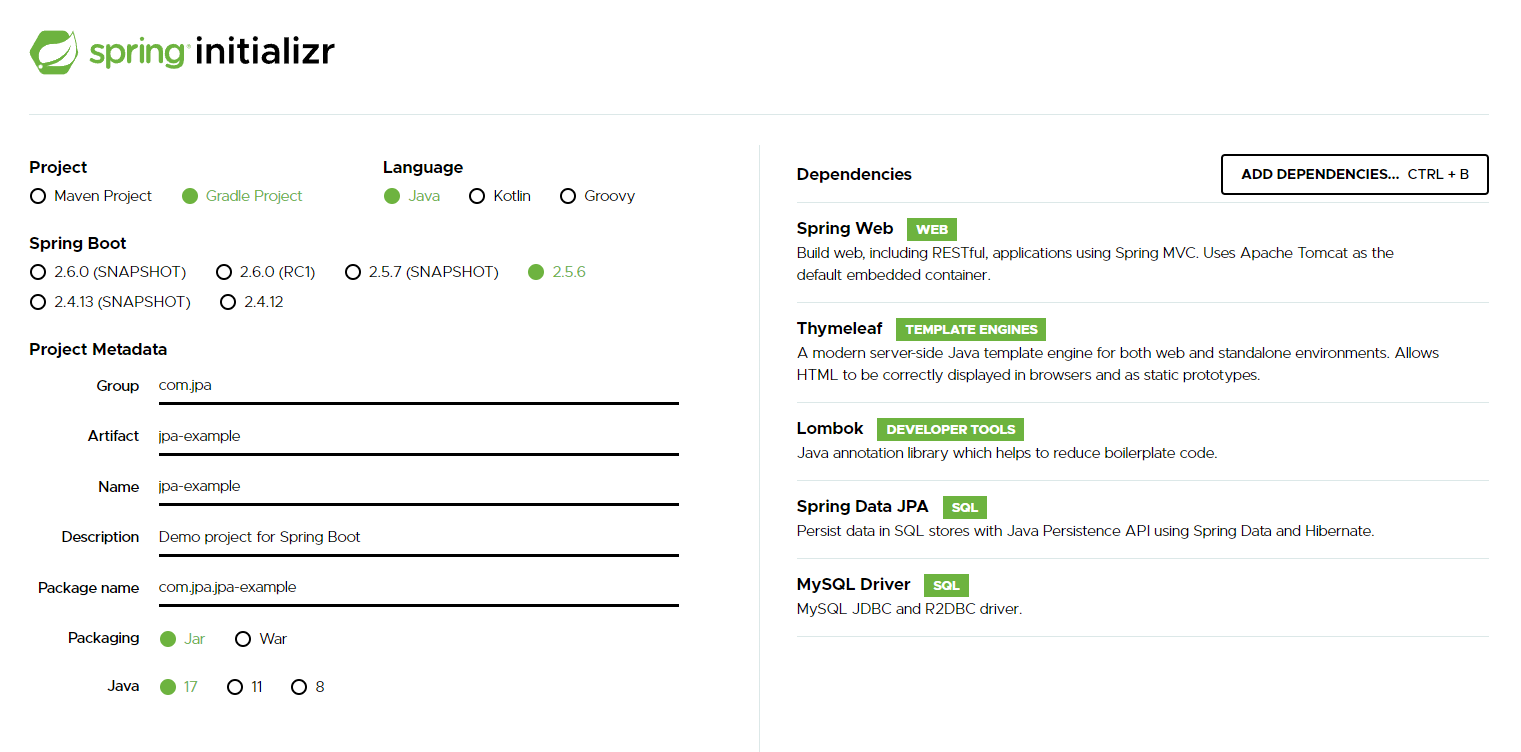 spring initializr
Project
Maven Project Gradle Project
Language
Java Kotlin Groovy
Spring Boot
2.6.0 (SNAPSHOT) 2.6.0 (RC1) 2.5.7 (SNAPSHOT) 2.5.6
2.4.13 (SNAPSHOT) 2.4.12
Project Metadata
Group com.jpa
Artifact jpa-example
Name jpa-example
Description Demo project for Spring Boot
Package name com.jpa.jpa-example
Packaging Jar War
Java 17 11 8
Dependencies ADD DEPENDENCIES... CTRL + B
Spring Web WEB
Build web, including RESTful, applications using Spring MVC. Uses Apache Tomcat as the
default embedded container.
Thymeleaf TEMPLATE ENGINES
A modern server-side Java template engine for both web and standalone environments. Allows
HTML to be correctly displayed in browsers and as static prototypes.
Lombok DEVELOPER TOOLS
Java annotation library which helps to reduce boilerplate code.
Spring Data JPA SQL
Persist data in SQL stores with Java Persistence API using Spring Data and Hibernate.
MySQL Driver SQL
MySQL JDBC and R2DBC driver.